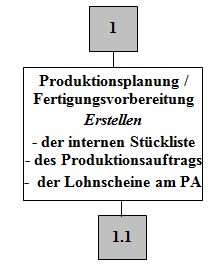 1
Produktionsplanung /
Fertigungsvorbereitung
Erstellen
- der internen Stückliste
- des Produktionsauftrags
- der Lohnscheine am PA
1.1